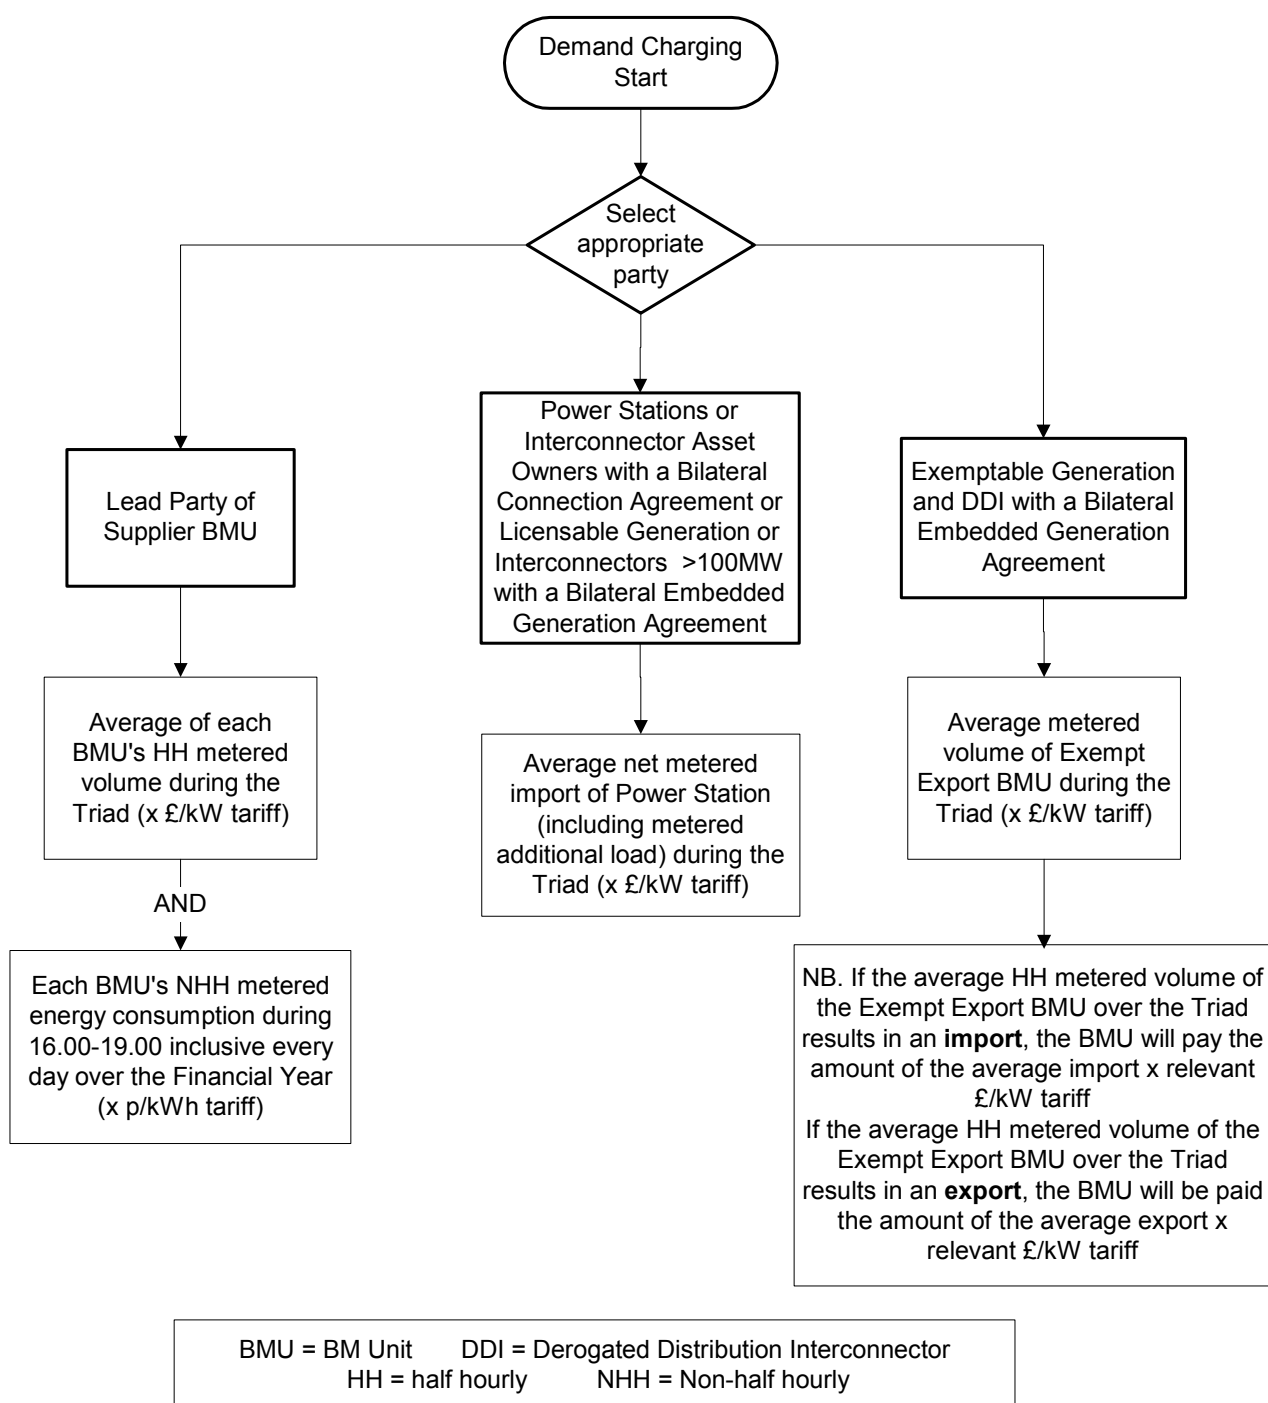 Demand Charging
Start
Select
appropriate
party
Lead Party of
Supplier BMU
Power Stations or
Interconnector Asset
Owners with a Bilateral
Connection Agreement or
Licensable Generation or
Interconnectors >100MW
with a Bilateral Embedded
Generation Agreement
Exemptable Generation
and DDI with a Bilateral
Embedded Generation
Agreement
Average of each
BMU's HH metered
volume during the
Triad (x £/kW tariff)
AND
Each BMU's NHH metered
energy consumption during
16.00-19.00 inclusive every
day over the Financial Year
(x p/kWh tariff)
Average net metered
import of Power Station
(including metered
additional load) during the
Triad (x £/kW tariff)
Average metered
volume of Exempt
Export BMU during the
Triad (x £/kW tariff)
NB. If the average HH metered volume of
the Exempt Export BMU over the Triad
results in an import, the BMU will pay the
amount of the average import x relevant
£/kW tariff
If the average HH metered volume of the
Exempt Export BMU over the Triad
results in an export, the BMU will be paid
the amount of the average export x
relevant £/kW tariff
BMU = BM Unit DDI = Derogated Distribution Interconnector
HH = half hourly NHH = Non-half hourly